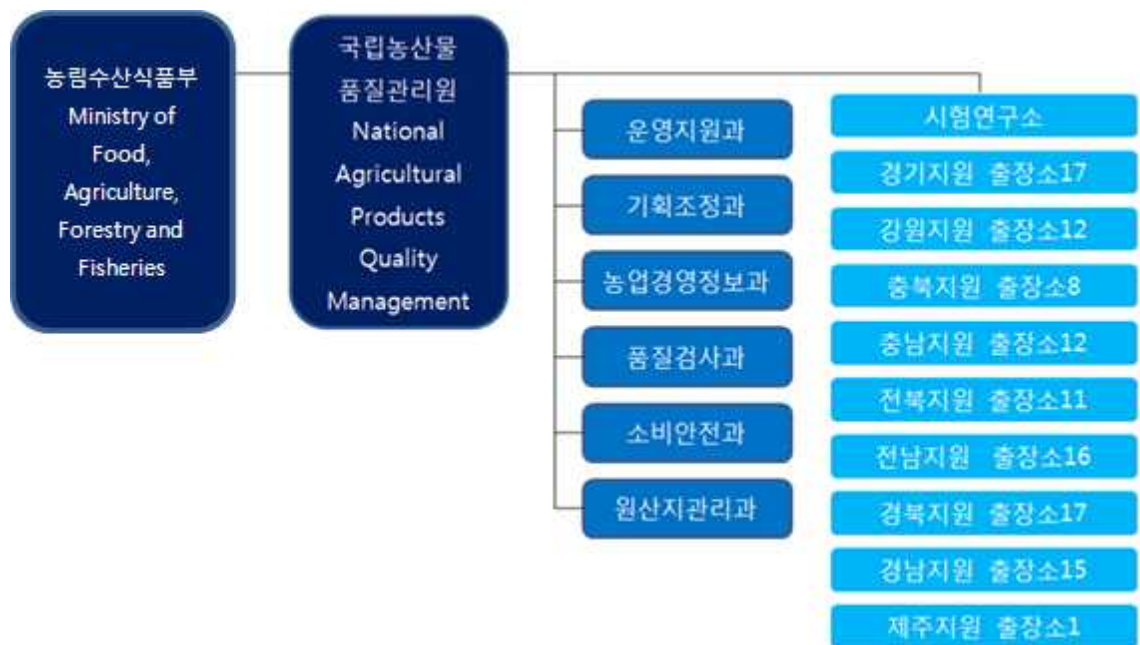 농림수산식품부
Ministry of
Food,
Agriculture,
Forestry and
Fisheries
국립농산물
품질관리원
National
Agricultural
Products
Quality
Management
운영지원과
기획조정과
농업경영정보과
품질검사과
소비안전과
원산지관리과
시험연구소
경기지원 출장소17
강원지원 출장소12
충북지원 출장소8
충남지원 출장소12
전북지원 출장소11
전남지원 출장소16
경북지원 출장소17
경남지원 출장소15
제주지원 출장소1